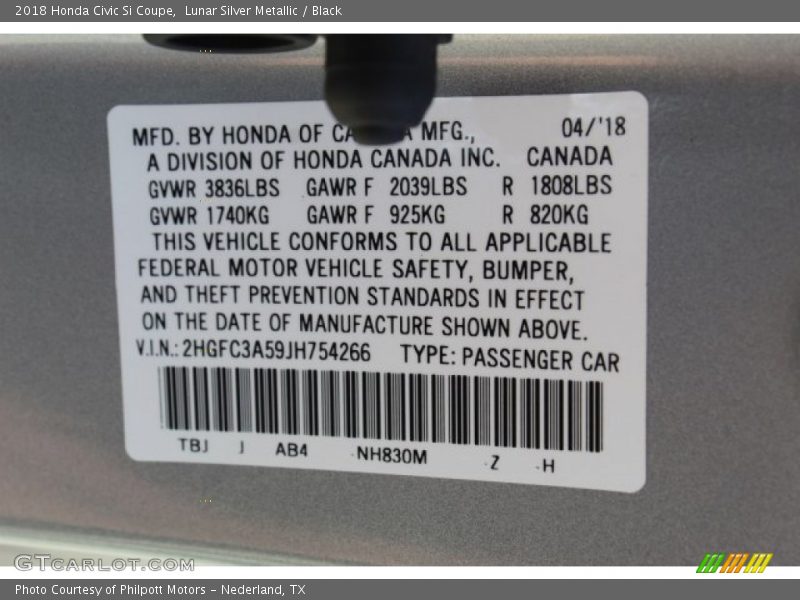 2018 Honda Civic Si Coupe, Lunar Silver Metallic / Black
MFD. BY HONDA OF MFG., 04/'18
A DIVISION OF HONDA CANADA INC. CANADA
GVWR 3836LBS GAWR F 2039LBS R 1808LBS
GVWR 1740KG GAWR F 925KG R 820KG
THIS VEHICLE CONFORMS TO ALL APPLICABLE
FEDERAL MOTOR VEHICLE SAFETY, BUMPER,
AND THEFT PREVENTION STANDARDS IN EFFECT
ON THE DATE OF MANUFACTURE SHOWN ABOVE.
V.I.N.: 2HGFC3A59JH754266 TYPE: PASSENGER CAR
TBJ J AB4 NH830M Z H
GTCARLOT.COM
Photo Courtesy of Philpott Motors - Nederland, TX